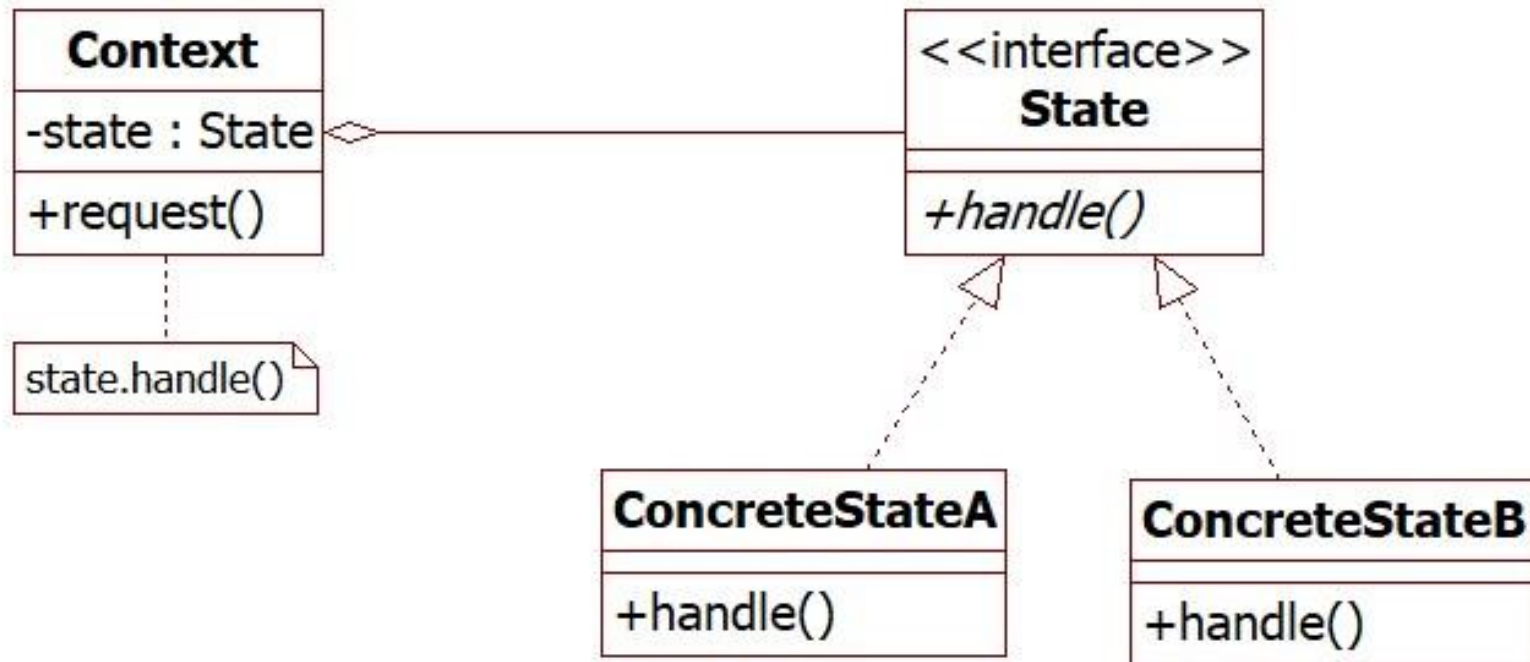 Context
-state : State
+request()
state.handle()
<<interface>>
State
+handle()
ConcreteStateA
+handle()
ConcreteStateB
+handle()